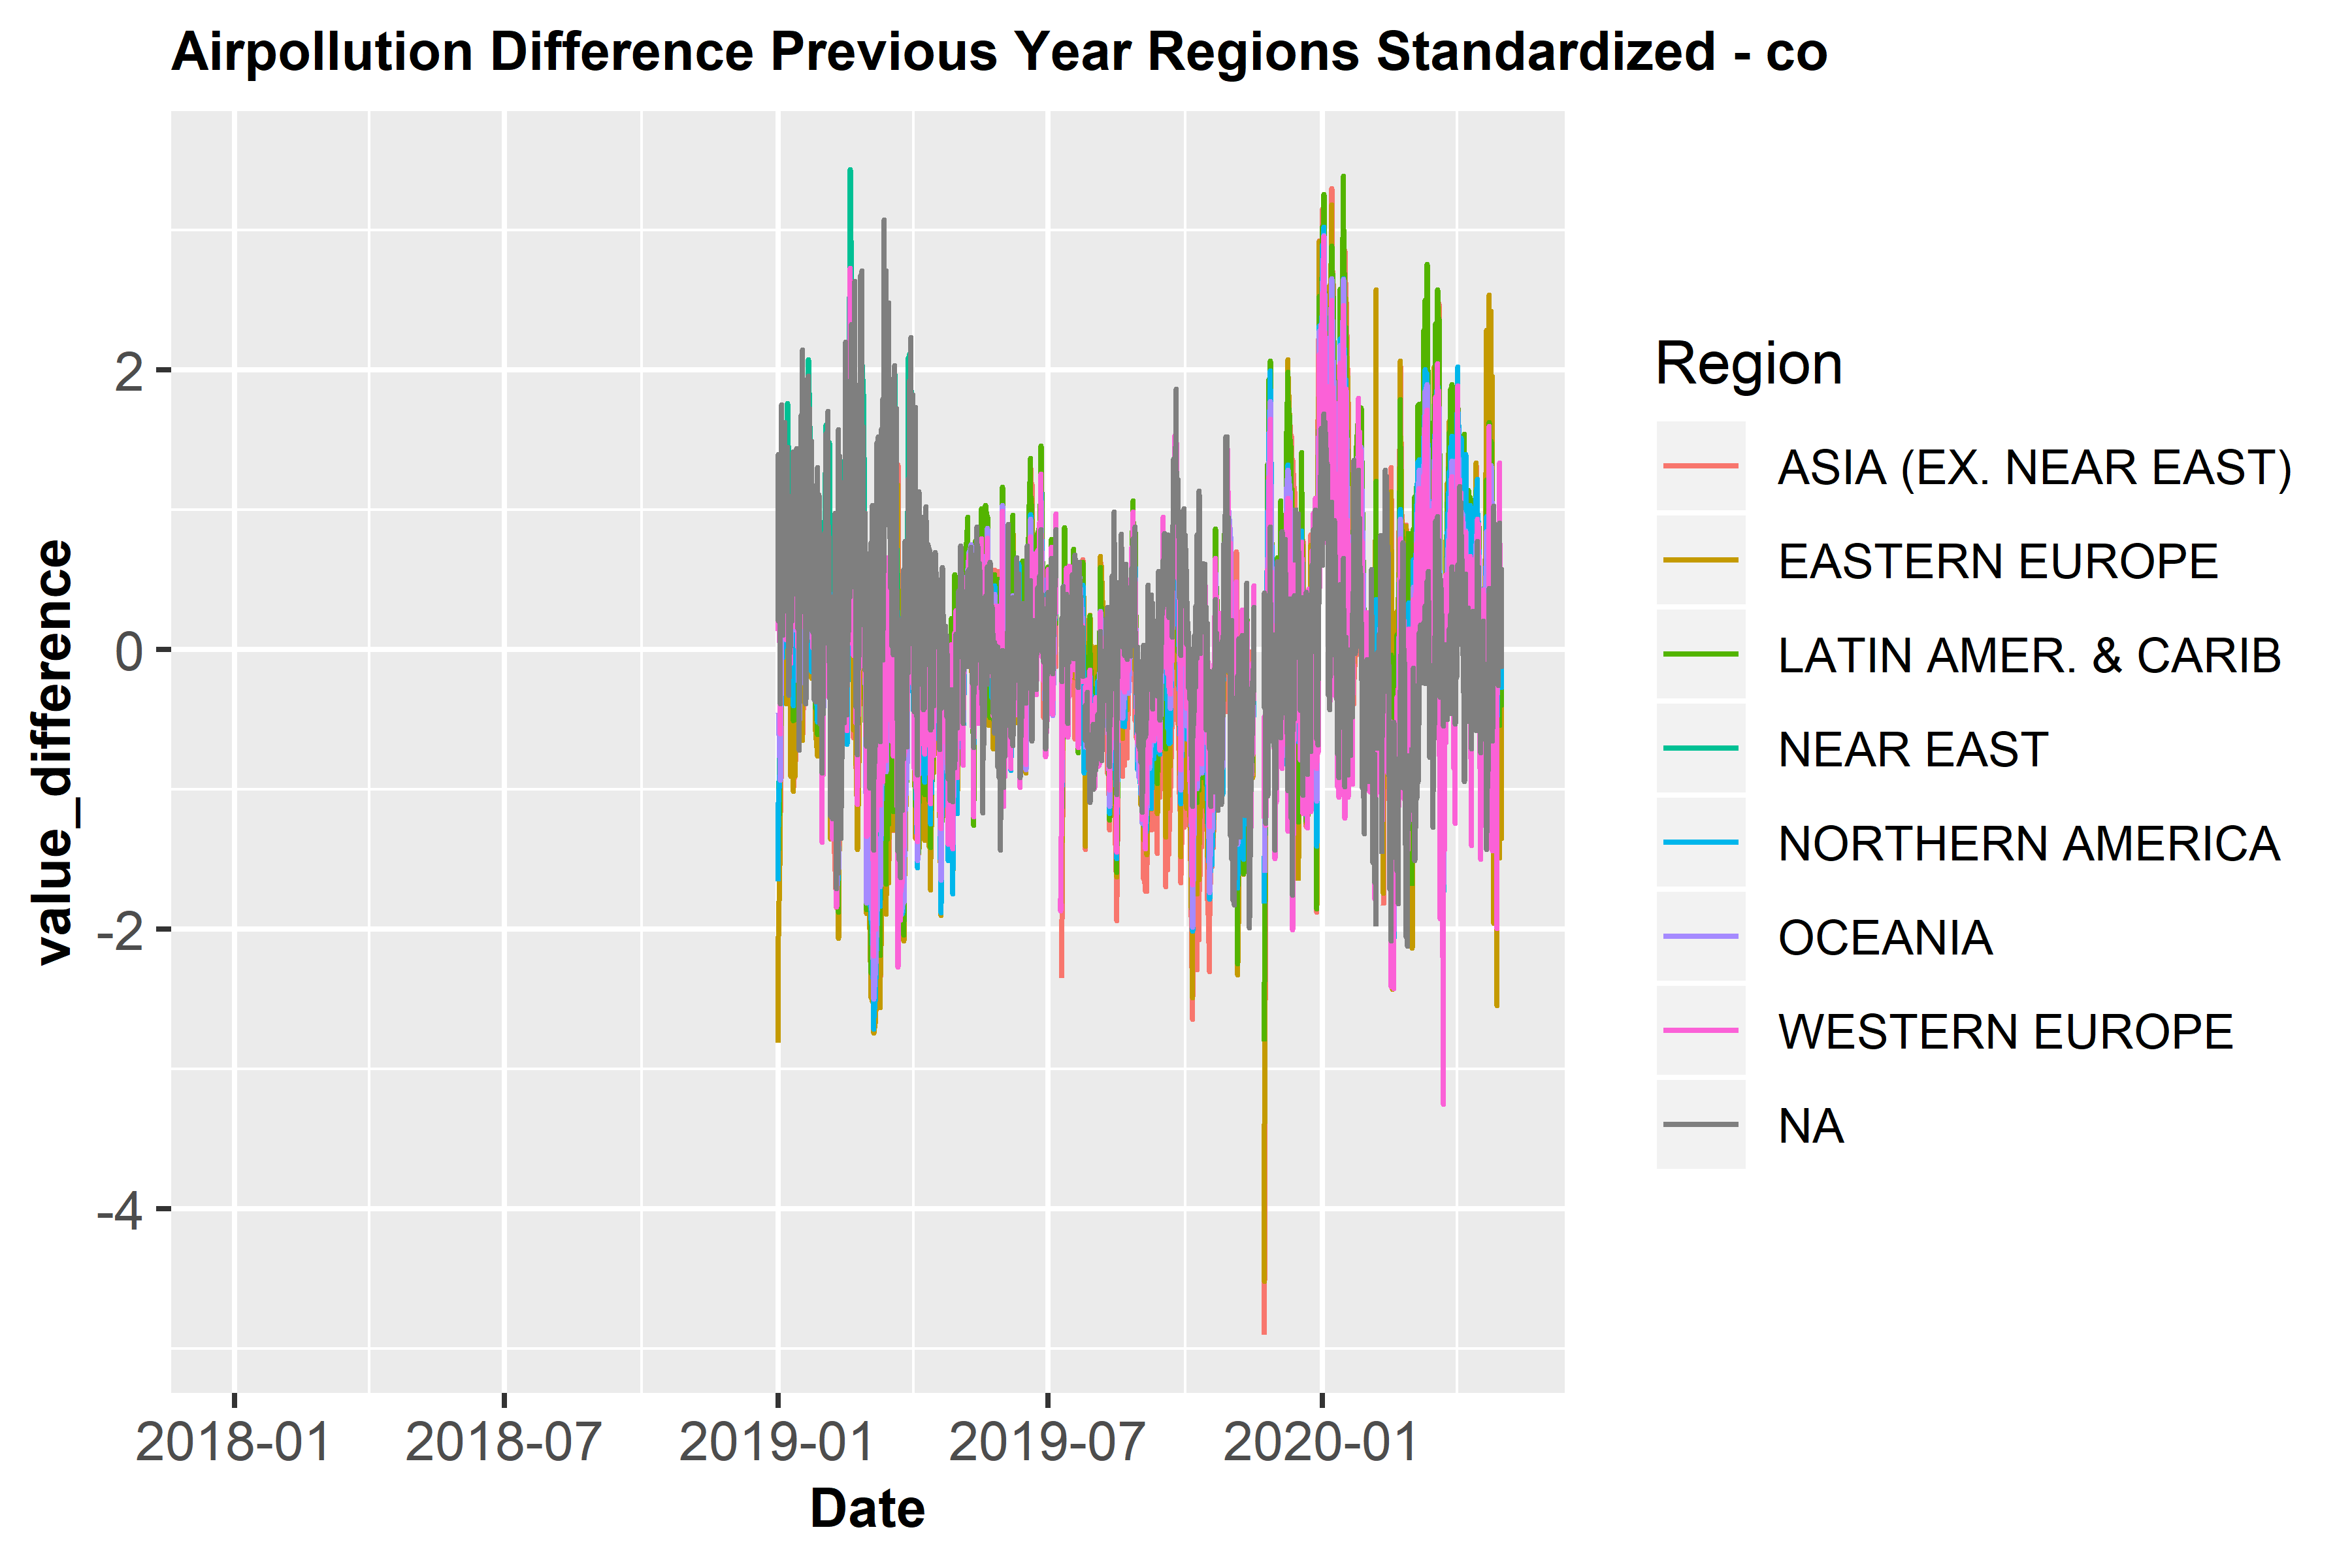 Airpollution Difference Previous Year Regions Standardized - co
value_difference
2
0
-2
-4
2018-01
2018-07
2019-01
2019-07
2020-01
Date
Region
ASIA (EX. NEAR EAST)
EASTERN EUROPE
LATIN AMER. & CARIB
NEAR EAST
NORTHERN AMERICA
OCEANIA
WESTERN EUROPE
NA